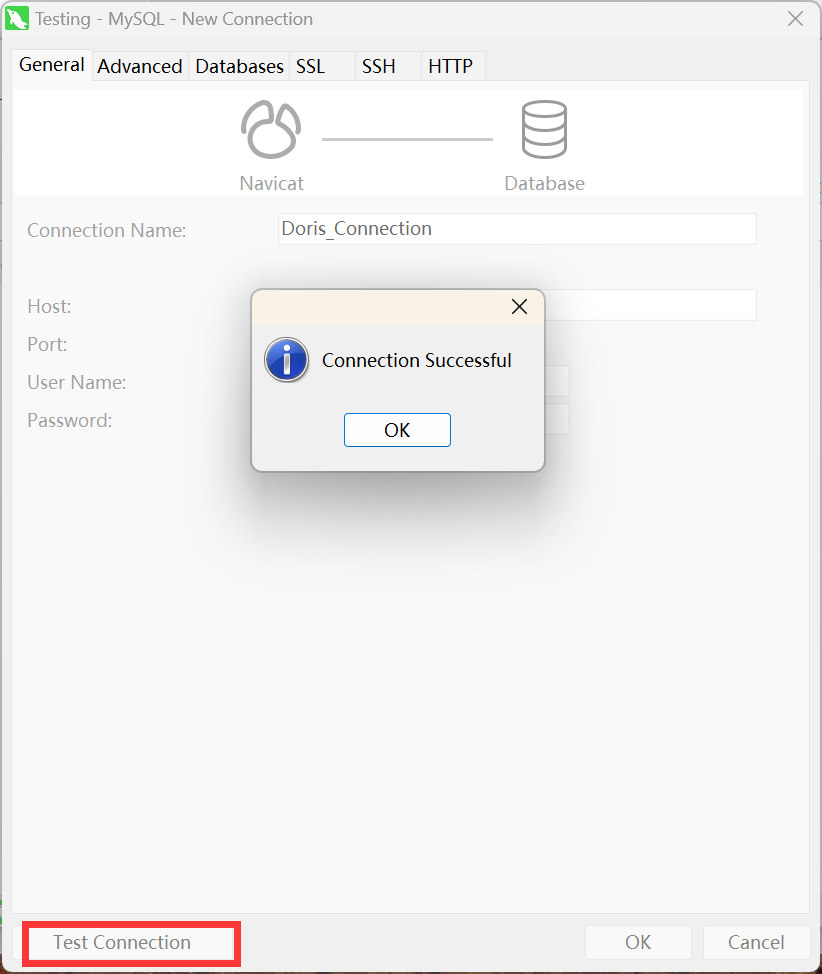 Testing - MySQL - New Connection
General Advanced Databases SSL SSH HTTP
Navicat Database
Connection Name: Doris_Connection
Host:
Port:
User Name:
Password:
Connection Successful
OK
Test Connection OK Cancel